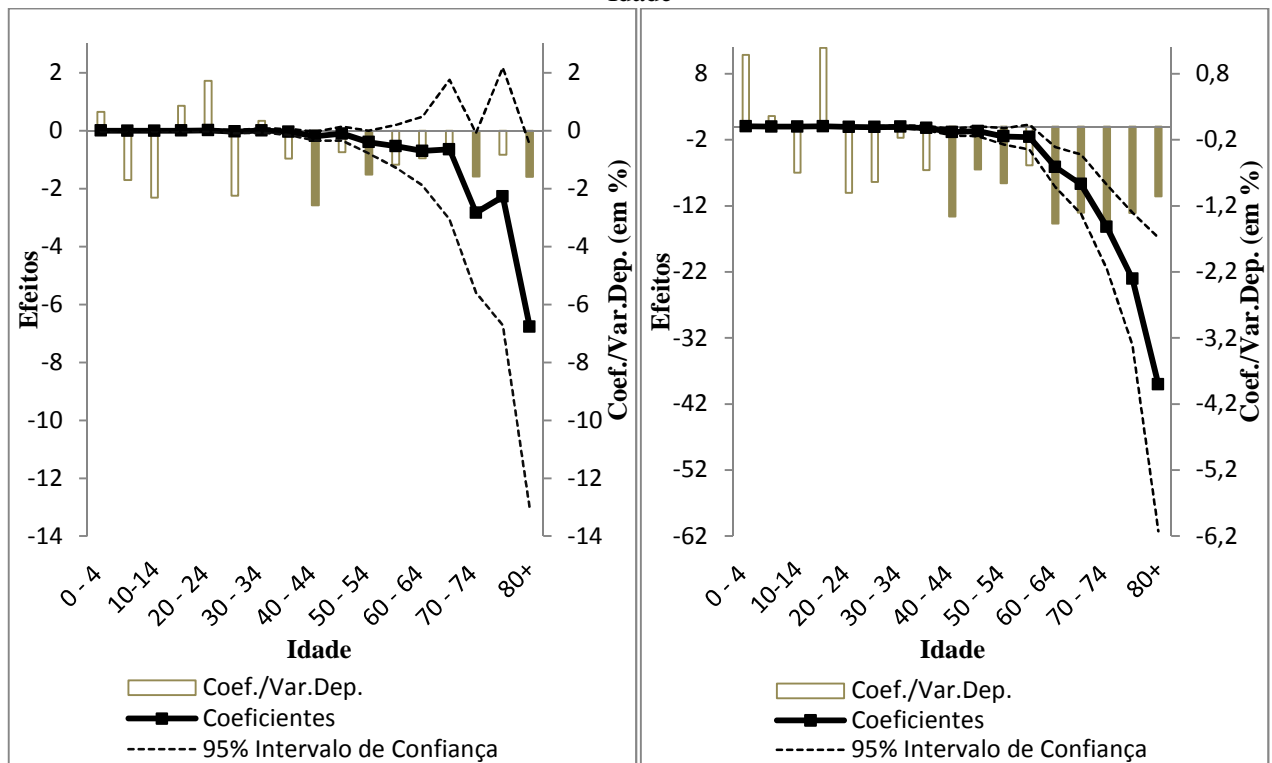 Idade
2
0
-2
-4
-6
-8
-10
-12
-14
Efeitos
2
0
-2
-4
-6
-8
-10
-12
-14
Coef./Var.Dep. (em %)
0 - 4
10-14
20 - 24
30 - 34
40 - 44
50 - 54
60 - 64
70 - 74
80+
Idade
Coef./Var.Dep.
Coeficientes
95% Intervalo de Confiança
8
-2
-12
-22
-32
-42
-52
-62
Efeitos
0,8
-0,2
-1,2
-2,2
-3,2
-4,2
-5,2
-6,2
Coef./Var.Dep. (em %)
0 - 4
10-14
20 - 24
30 - 34
40 - 44
50 - 54
60 - 64
70 - 74
80+
Idade
Coef./Var.Dep.
Coeficientes
95% Intervalo de Confiança